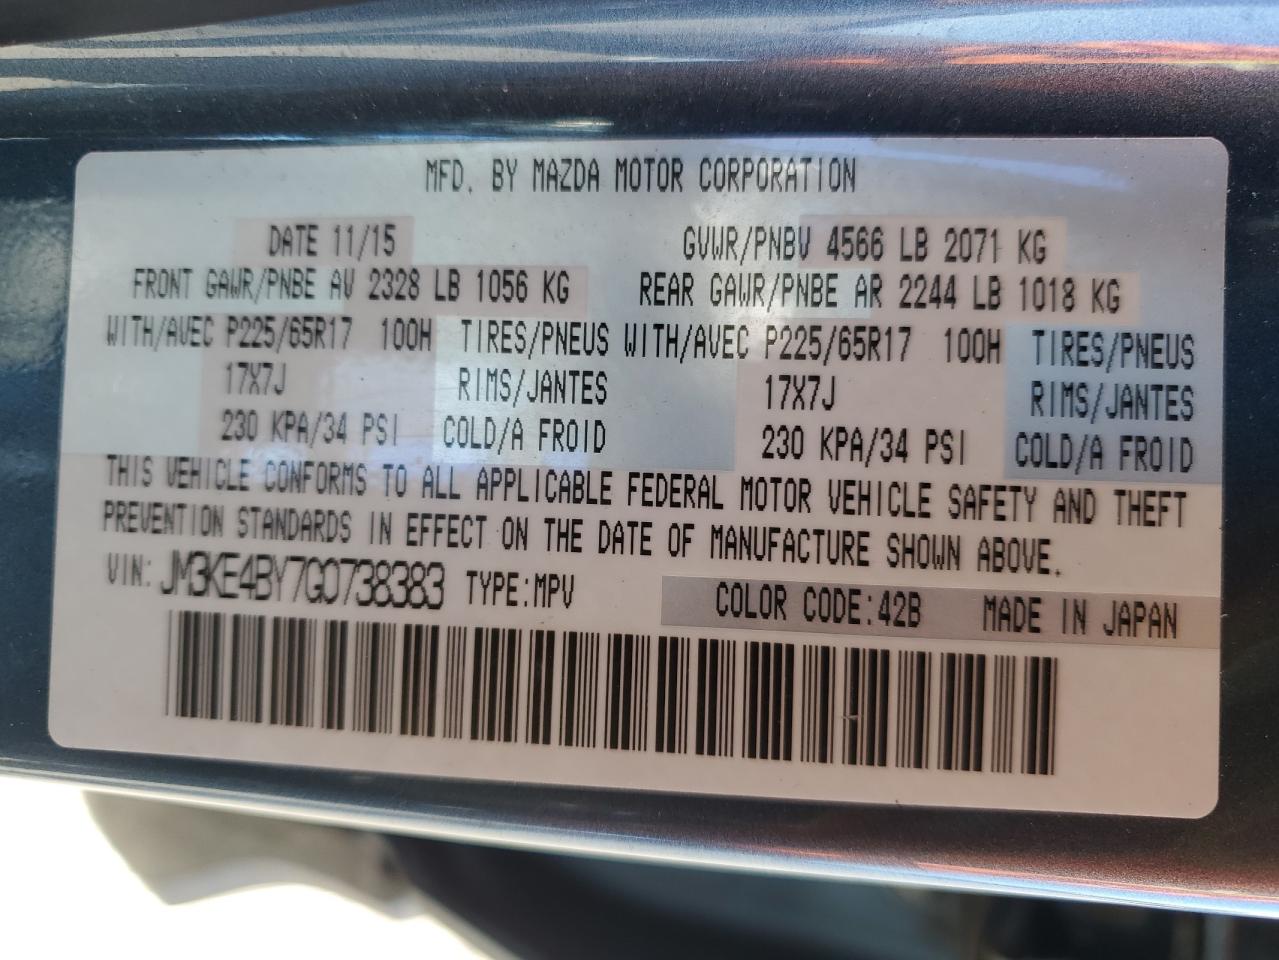 MFD. BY MAZDA MOTOR CORPORATION
DATE 11/15 GVWR/PNBV 4566 LB 2071 KG
FRONT GAWR/PNBE AV 2328 LB 1056 KG REAR GAWR/PNBE AR 2244 LB 1018 KG
WITH/AVEC P225/65R17 100H TIRES/PNEUS WITH/AVEC P225/65R17 100H TIRES/PNEUS
17X7J RIMS/JANTES 17X7J RIMS/JANTES
230 KPA/34 PSI COLD/A FROID 230 KPA/34 PSI COLD/A FROID
THIS VEHICLE CONFORMS TO ALL APPLICABLE FEDERAL MOTOR VEHICLE SAFETY AND THEFT
PREVENTION STANDARDS IN EFFECT ON THE DATE OF MANUFACTURE SHOWN ABOVE.
VIN: JM3KE4BY7G0738383 TYPE:MPV COLOR CODE:42B MADE IN JAPAN